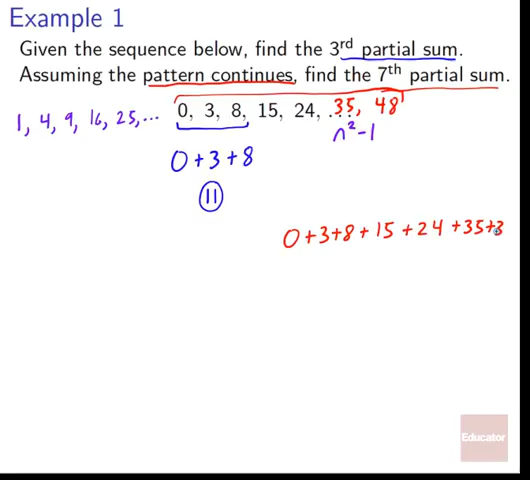 Example 1
Given the sequence below, find the 3rd partial sum.
Assuming the pattern continues, find the 7th partial sum.
1, 4, 9, 16, 25,... 0, 3, 8, 15, 24, ... 35, 48
n²-1
0+3+8
11
0+3+8+15+24+35+3
Educator